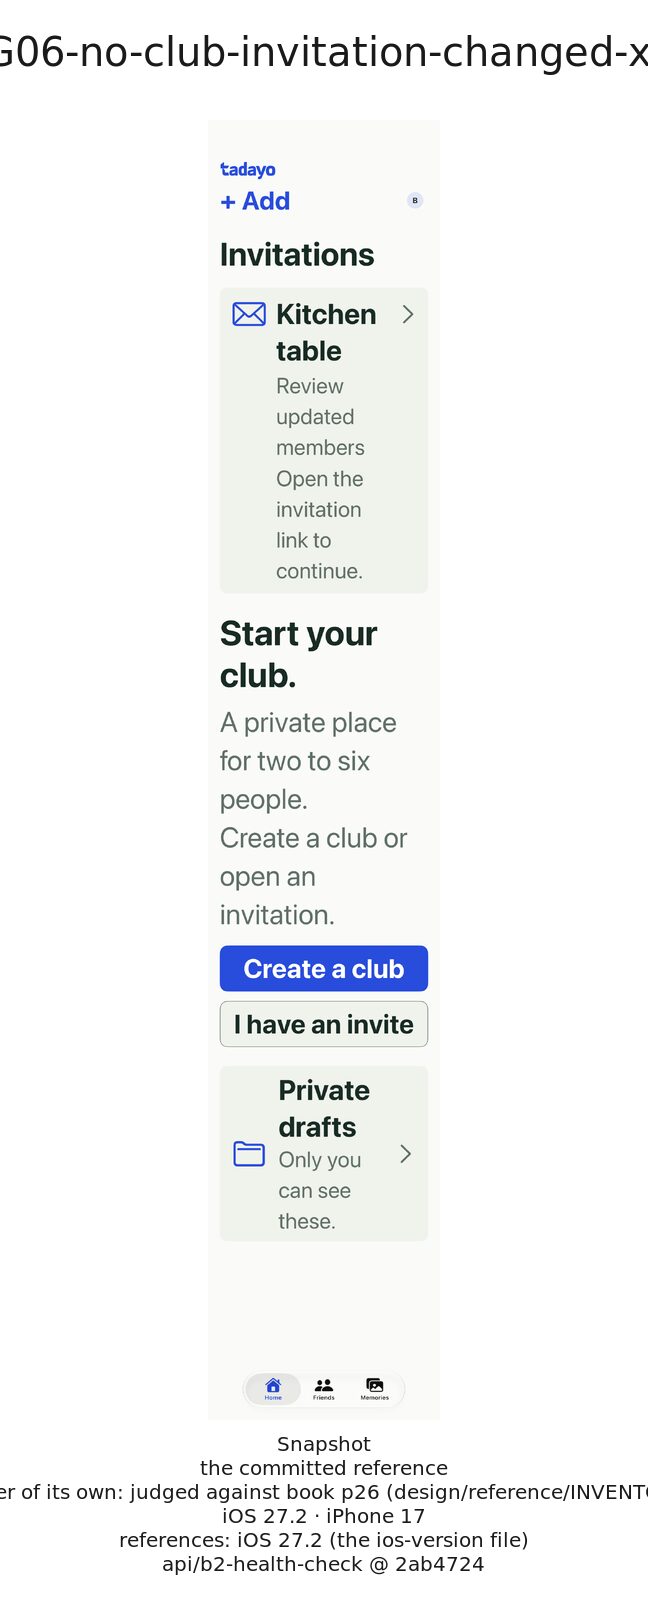 G06-no-club-invitation-changed-x
tadayo
+ Add
B
Invitations
Kitchen
table
Review
updated
members
Open the
invitation
link to
continue.
Start your
club.
A private place
for two to six
people.
Create a club or
open an
invitation.
Create a club
I have an invite
Private
drafts
Only you
can see
these.
Home
Friends
Memories
Snapshot
the committed reference
er of its own: judged against book p26 (design/reference/INVENTO
iOS 27.2 · iPhone 17
references: iOS 27.2 (the ios-version file)
api/b2-health-check @ 2ab4724